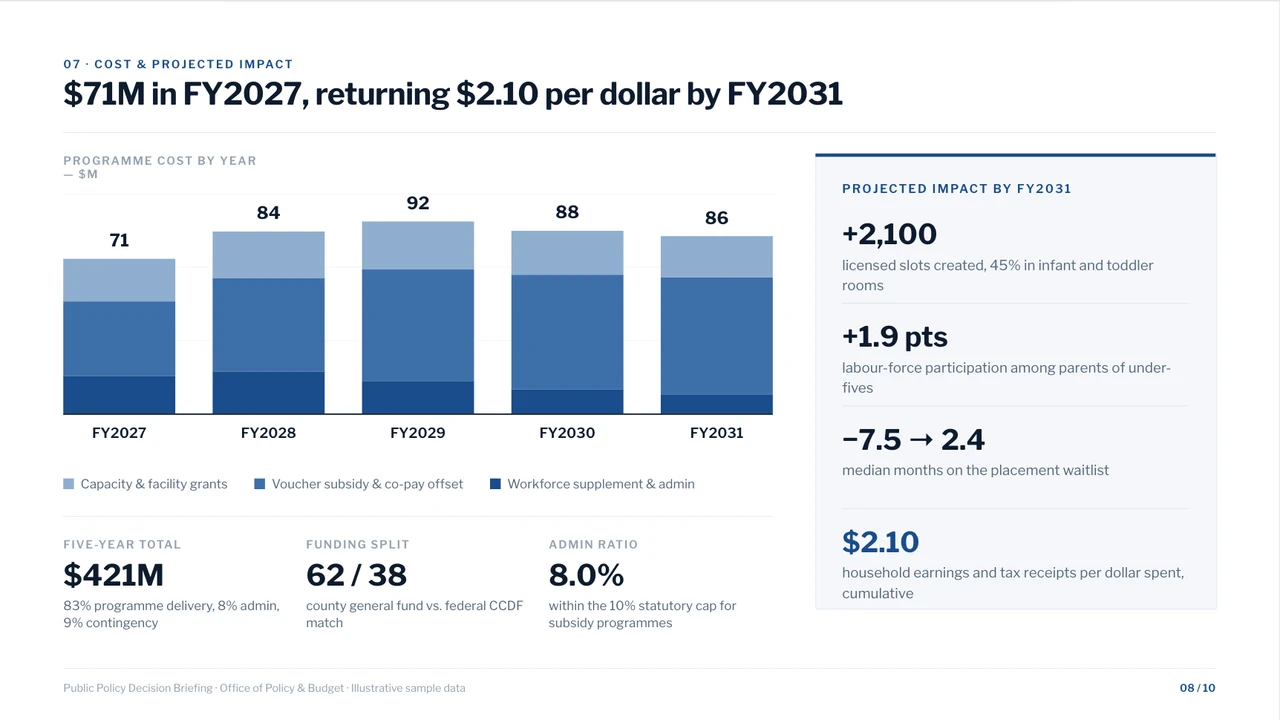 07 · COST & PROJECTED IMPACT
$71M in FY2027, returning $2.10 per dollar by FY2031
PROGRAMME COST BY YEAR
— $M
71
84
92
88
86
FY2027
FY2028
FY2029
FY2030
FY2031
Capacity & facility grants
Voucher subsidy & co-pay offset
Workforce supplement & admin
FIVE-YEAR TOTAL
$421M
83% programme delivery, 8% admin,
9% contingency
FUNDING SPLIT
62 / 38
county general fund vs. federal CCDF
match
ADMIN RATIO
8.0%
within the 10% statutory cap for
subsidy programmes
PROJECTED IMPACT BY FY2031
+2,100
licensed slots created, 45% in infant and toddler
rooms
+1.9 pts
labour-force participation among parents of under-
fives
−7.5 → 2.4
median months on the placement waitlist
$2.10
household earnings and tax receipts per dollar spent,
cumulative
Public Policy Decision Briefing · Office of Policy & Budget · Illustrative sample data
08 / 10